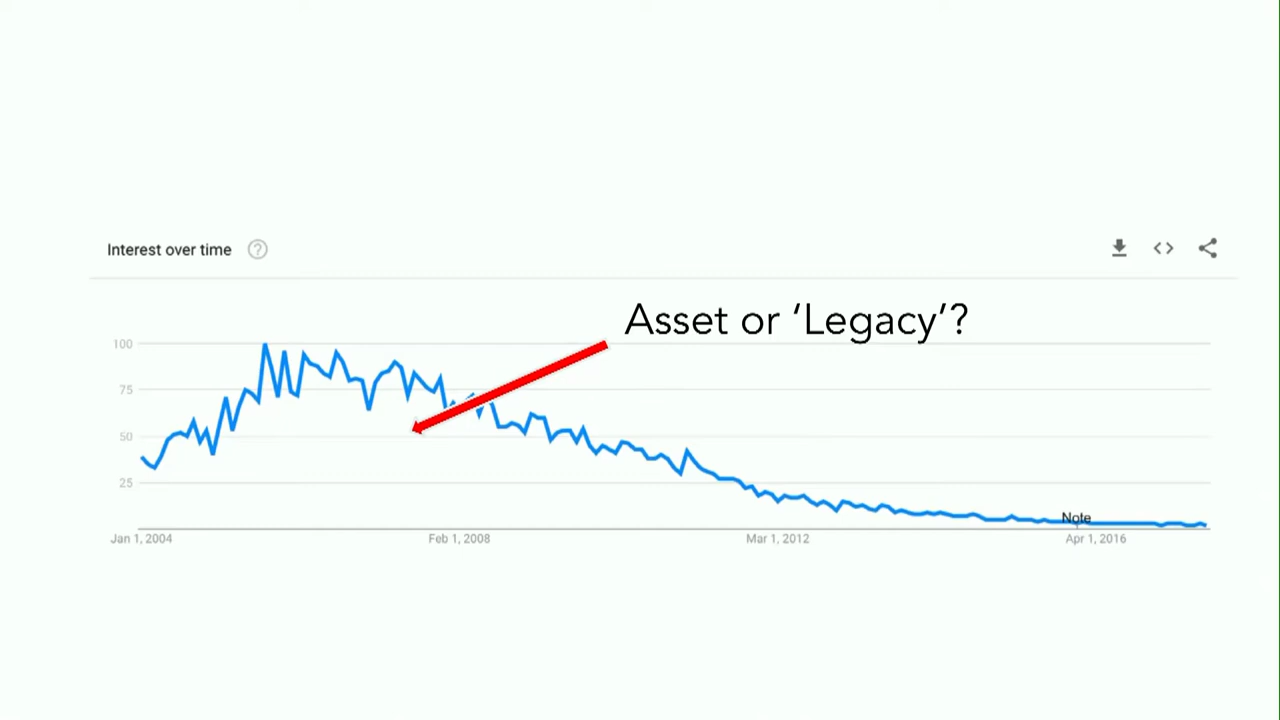 Interest over time
Asset or ‘Legacy’?
100
75
50
25
Note
Jan 1, 2004
Feb 1, 2008
Mar 1, 2012
Apr 1, 2016